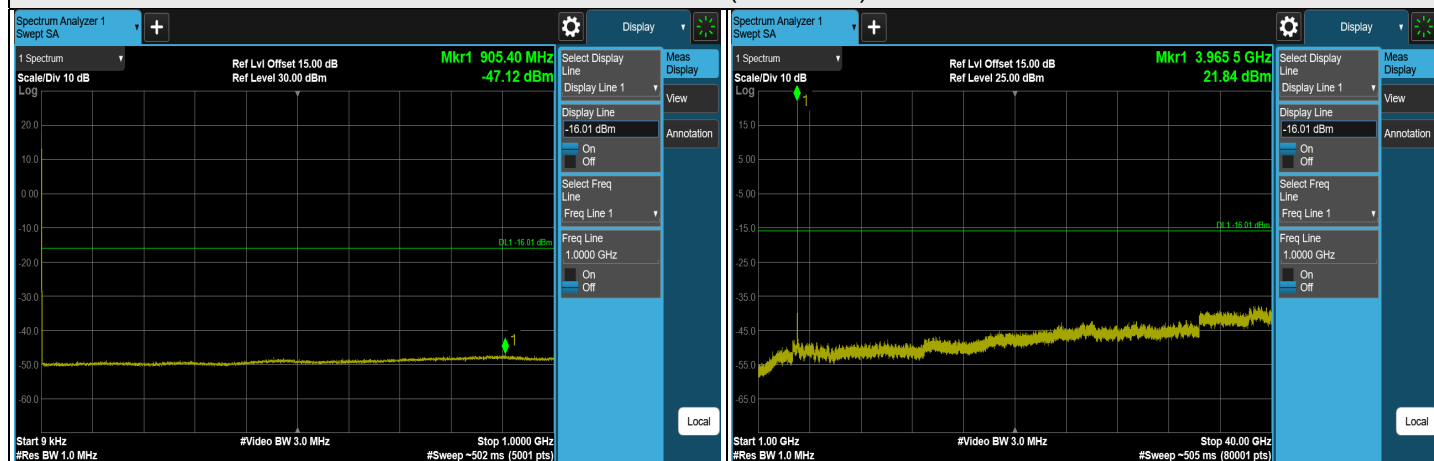 Spectrum Analyzer 1
Swept SA
+
Display
1 Spectrum
Scale/Div 10 dB
Log
Ref Lvl Offset 15.00 dB
Ref Level 30.00 dBm
Mkr1 905.40 MHz
-47.12 dBm
20.0
10.0
0.00
-10.0
-20.0
-30.0
-40.0
-50.0
-60.0
DL1 -16.01 dBm
1
Start 9 kHz
#Res BW 1.0 MHz
#Video BW 3.0 MHz
Stop 1.0000 GHz
#Sweep ~502 ms (5001 pts)
Select Display
Line
Display Line 1
Display Line
-16.01 dBm
On
Off
Select Freq
Line
Freq Line 1
Freq Line
1.0000 GHz
On
Off
Meas
Display
View
Annotation
Local
Spectrum Analyzer 1
Swept SA
+
Display
1 Spectrum
Scale/Div 10 dB
Log
Ref Lvl Offset 15.00 dB
Ref Level 25.00 dBm
Mkr1 3.965 5 GHz
21.84 dBm
1
15.0
5.00
-5.00
-15.0
-25.0
-35.0
-45.0
-55.0
-65.0
DL1 -16.01 dBm
Start 1.00 GHz
#Res BW 1.0 MHz
#Video BW 3.0 MHz
Stop 40.00 GHz
#Sweep ~505 ms (80001 pts)
Select Display
Line
Display Line 1
Display Line
-16.01 dBm
On
Off
Select Freq
Line
Freq Line 1
Freq Line
1.0000 GHz
On
Off
Meas
Display
View
Annotation
Local